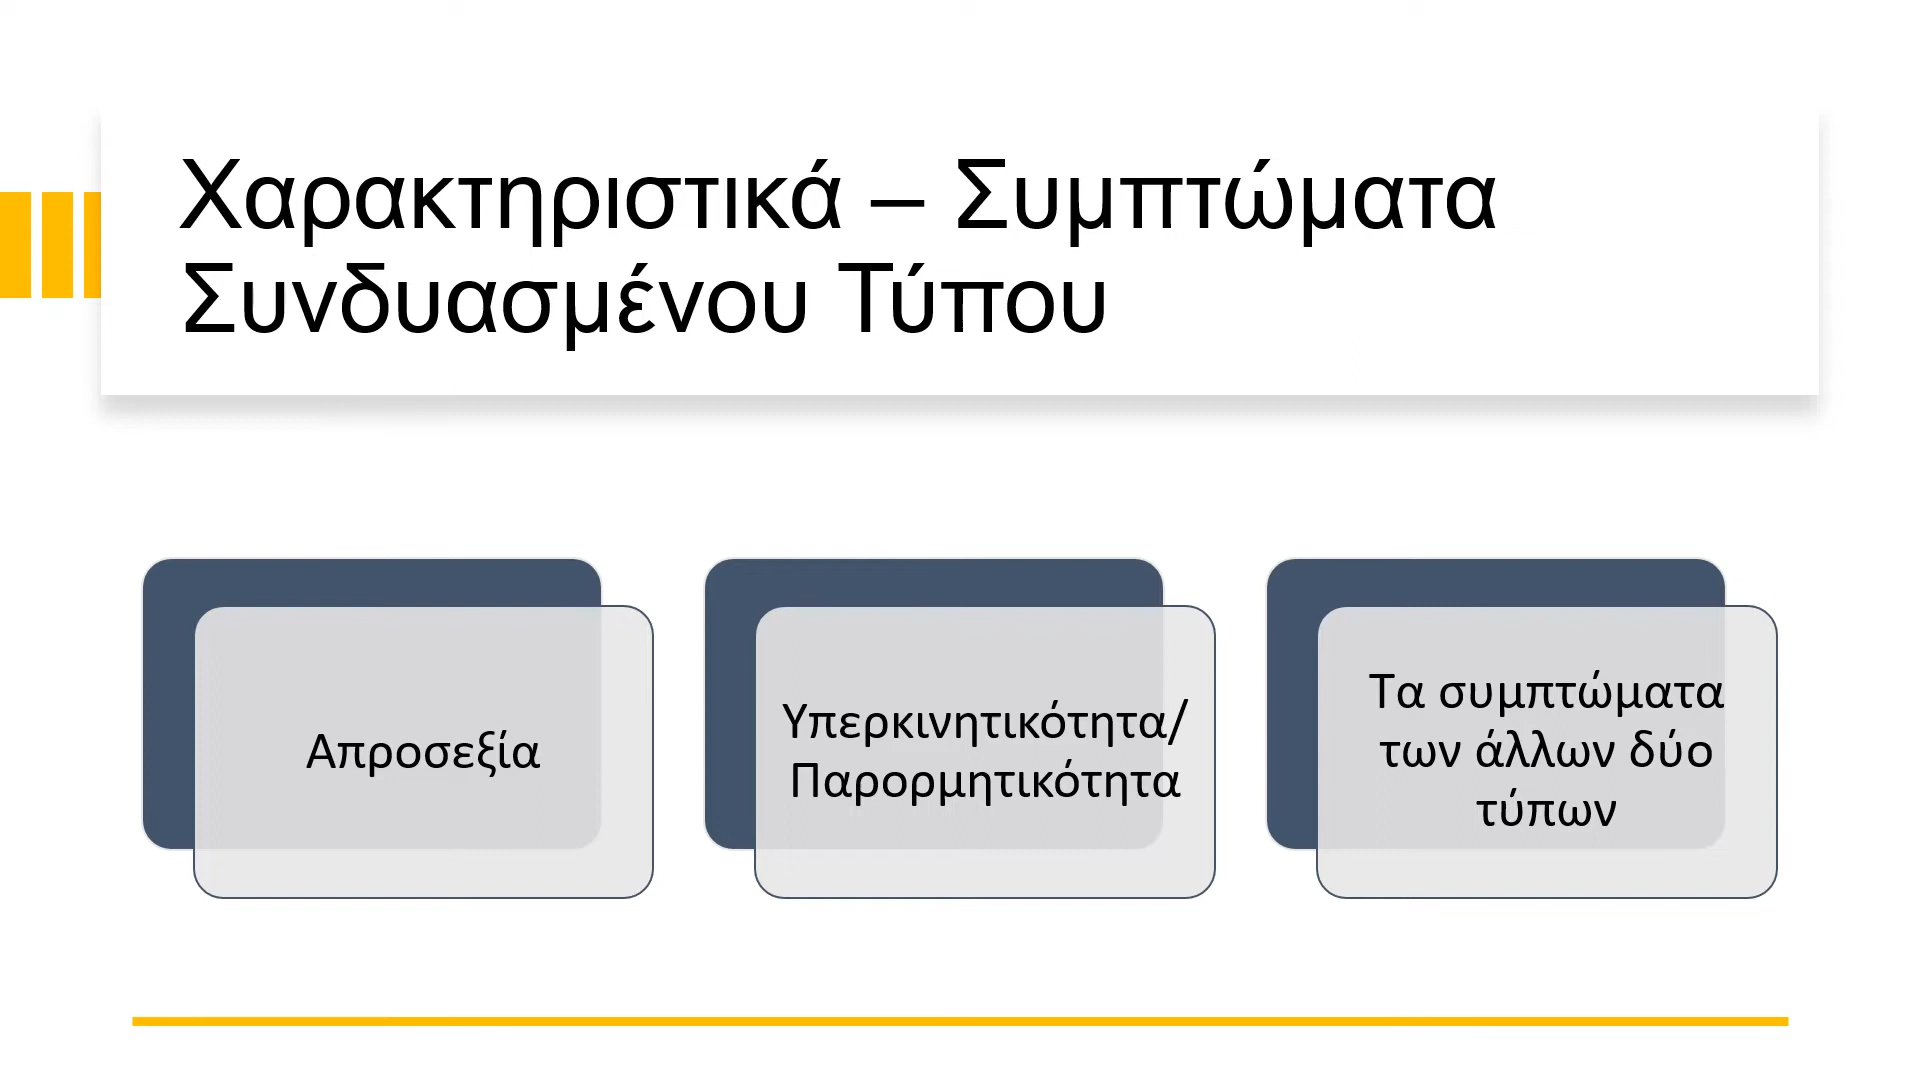 Χαρακτηριστικά – Συμπτώματα
Συνδυασμένου Τύπου
Απροσεξία
Υπερκινητικότητα/
Παρορμητικότητα
Τα συμπτώματα
των άλλων δύο
τύπων